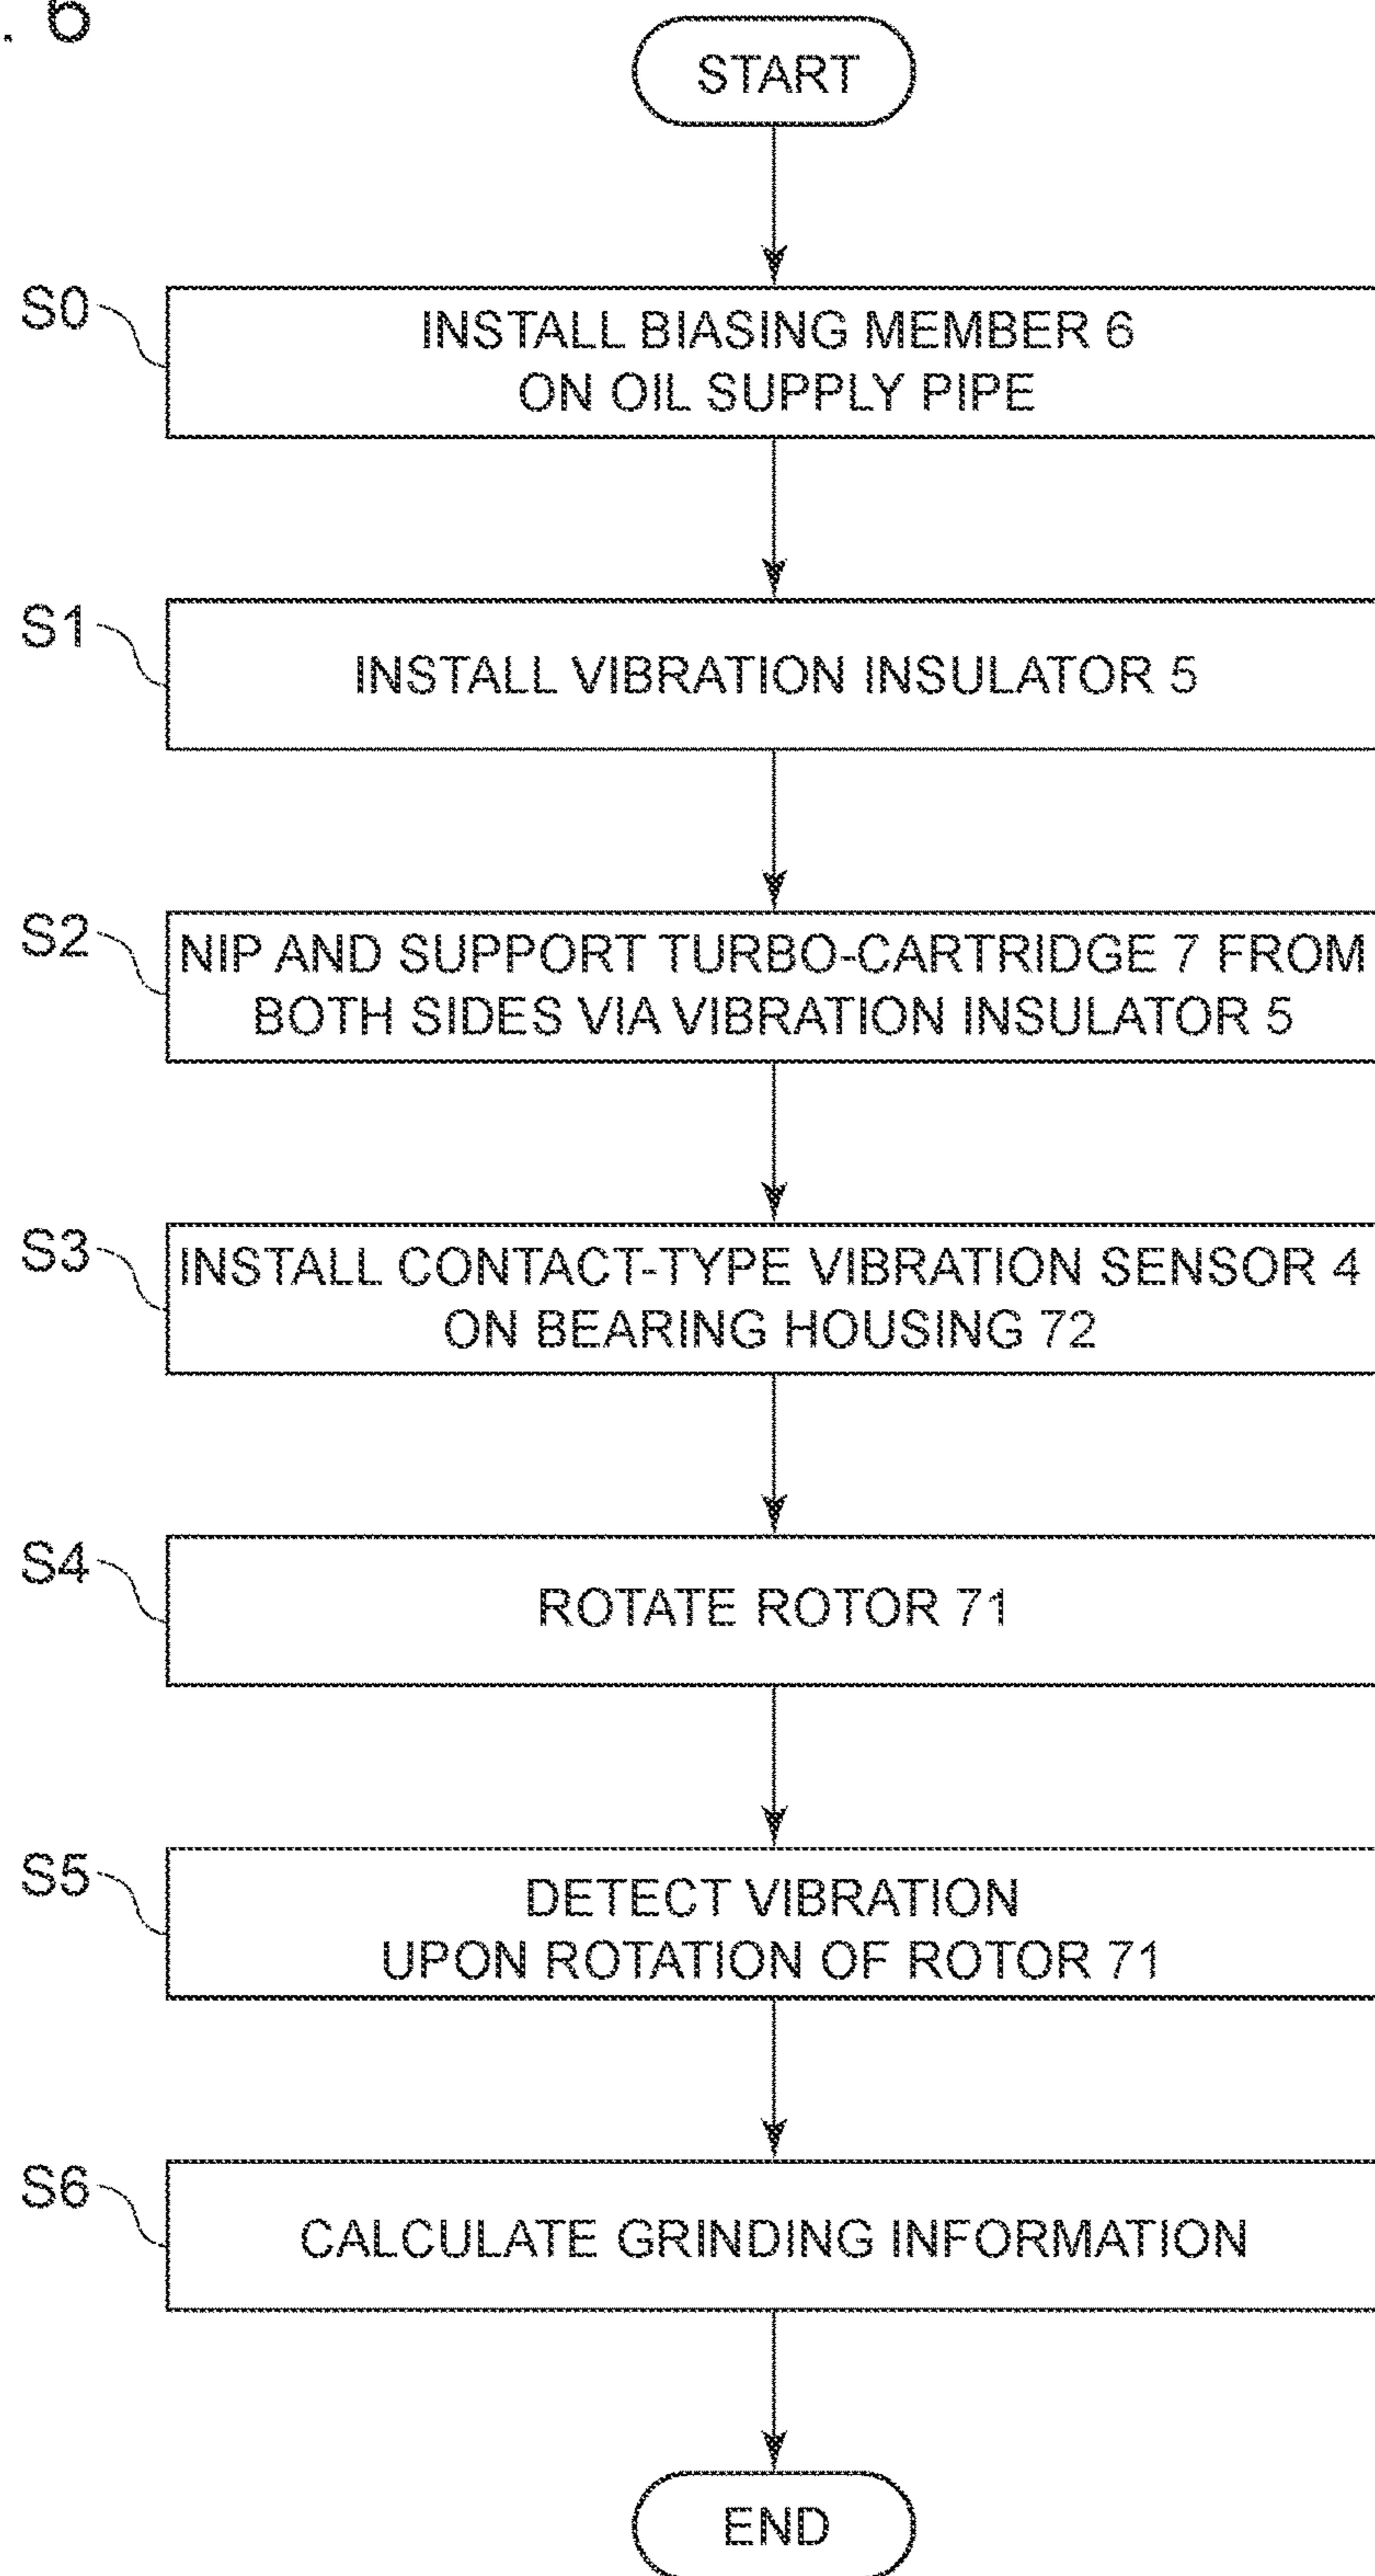 . 6
START
S0
INSTALL BIASING MEMBER 6
ON OIL SUPPLY PIPE
S1
INSTALL VIBRATION INSULATOR 5
S2
NIP AND SUPPORT TURBO-CARTRIDGE 7 FROM
BOTH SIDES VIA VIBRATION INSULATOR 5
S3
INSTALL CONTACT-TYPE VIBRATION SENSOR 4
ON BEARING HOUSING 72
S4
ROTATE ROTOR 71
S5
DETECT VIBRATION
UPON ROTATION OF ROTOR 71
S6
CALCULATE GRINDING INFORMATION
END